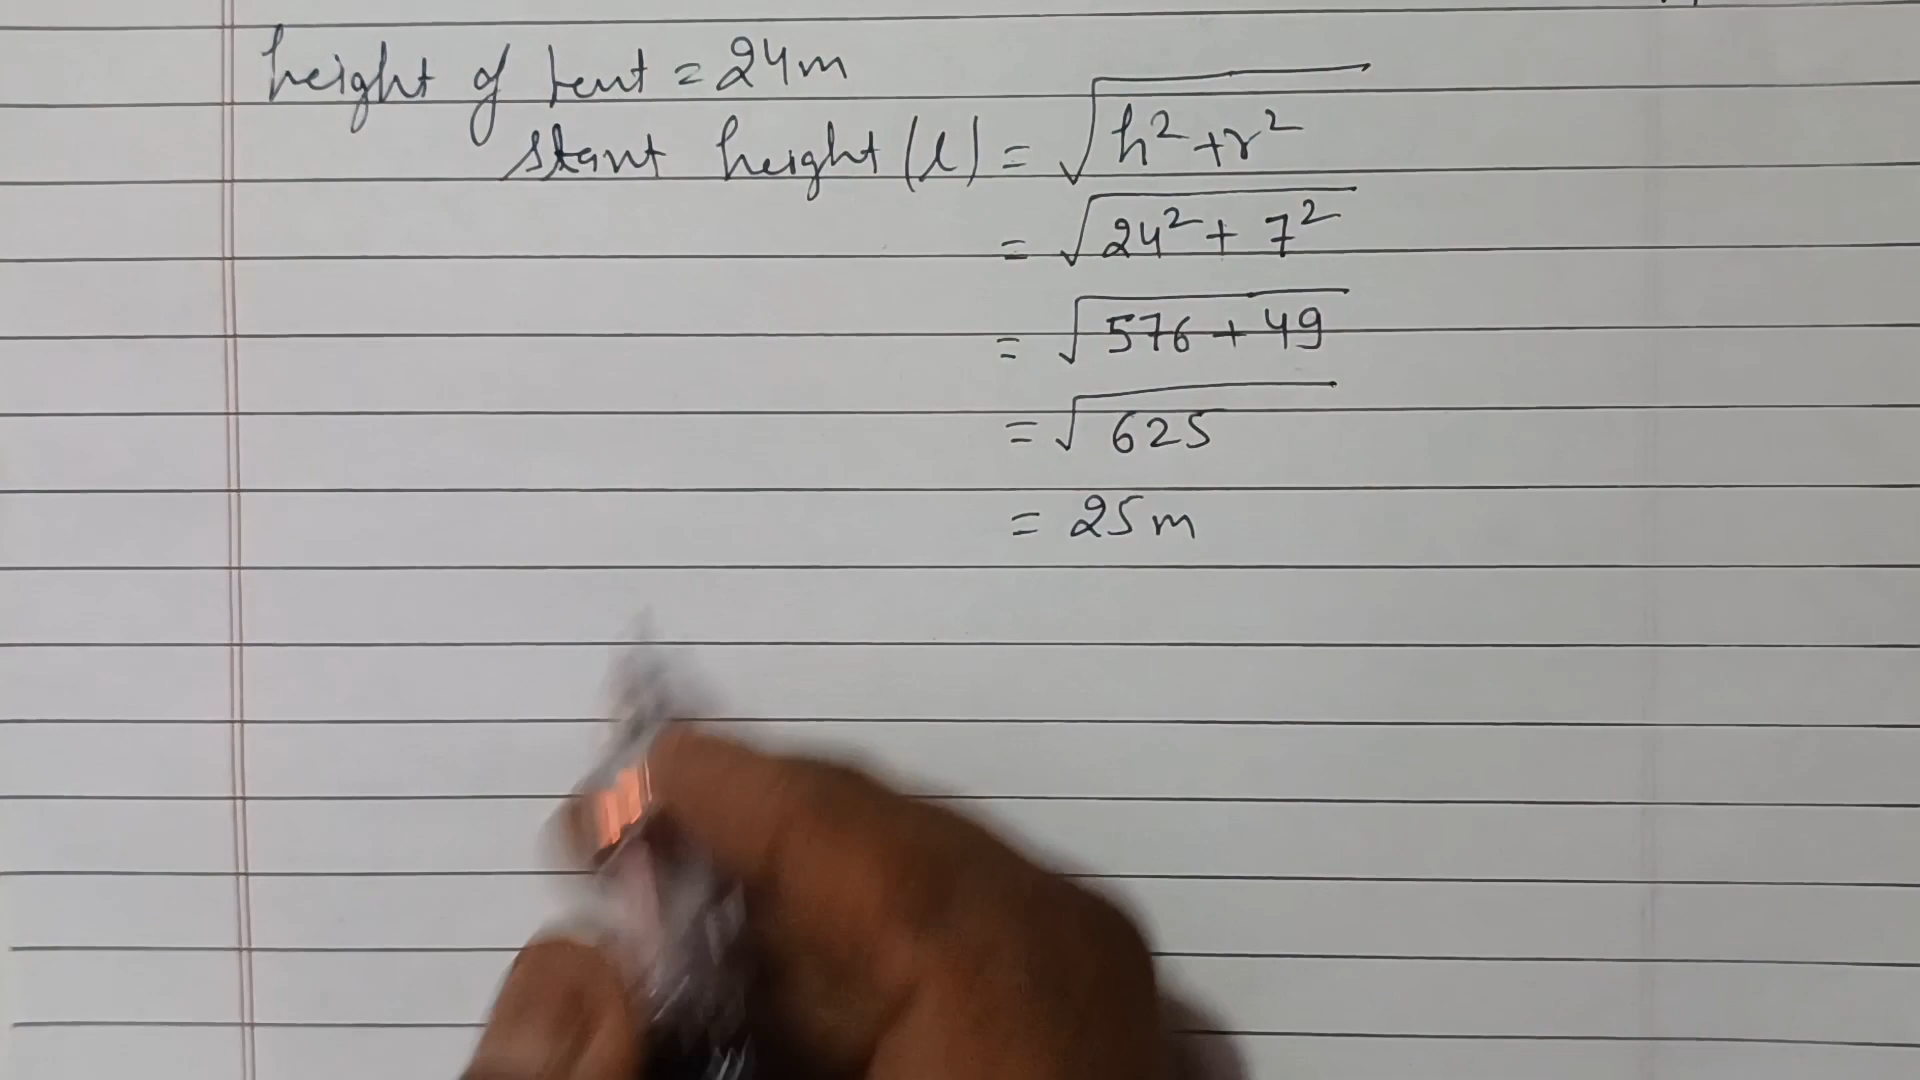 height of tent = 24m
slant height (l) = √h²+r²
= √24² + 7²
= √576 + 49
= √625
= 25m